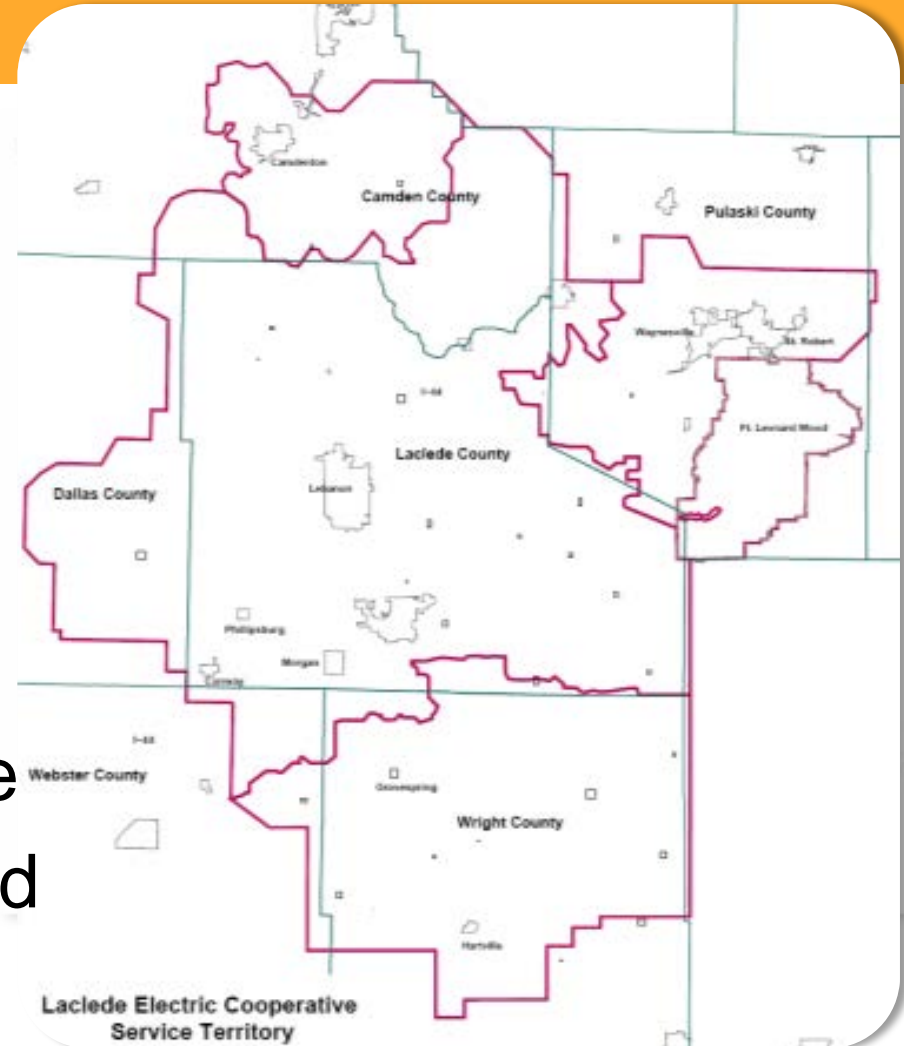 Camdenton
Camden County
Pulaski County
Waynesville
St. Robert
I-44
Ft. Leonard Wood
Laclede County
Lebanon
Dallas County
Phillipsburg
Morgan
Conway
I-44
e
Webster County
Grovespring
Wright County
d
Hartville
Laclede Electric Cooperative
Service Territory